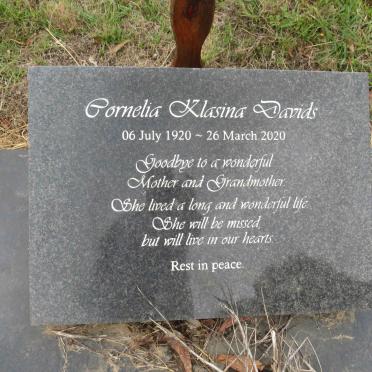 Cornelia Klasina Davids
06 July 1920 ~ 26 March 2020
Goodbye to a wonderful
Mother and Grandmother.
She lived a long and wonderful life.
She will be missed,
but will live in our hearts.
Rest in peace.